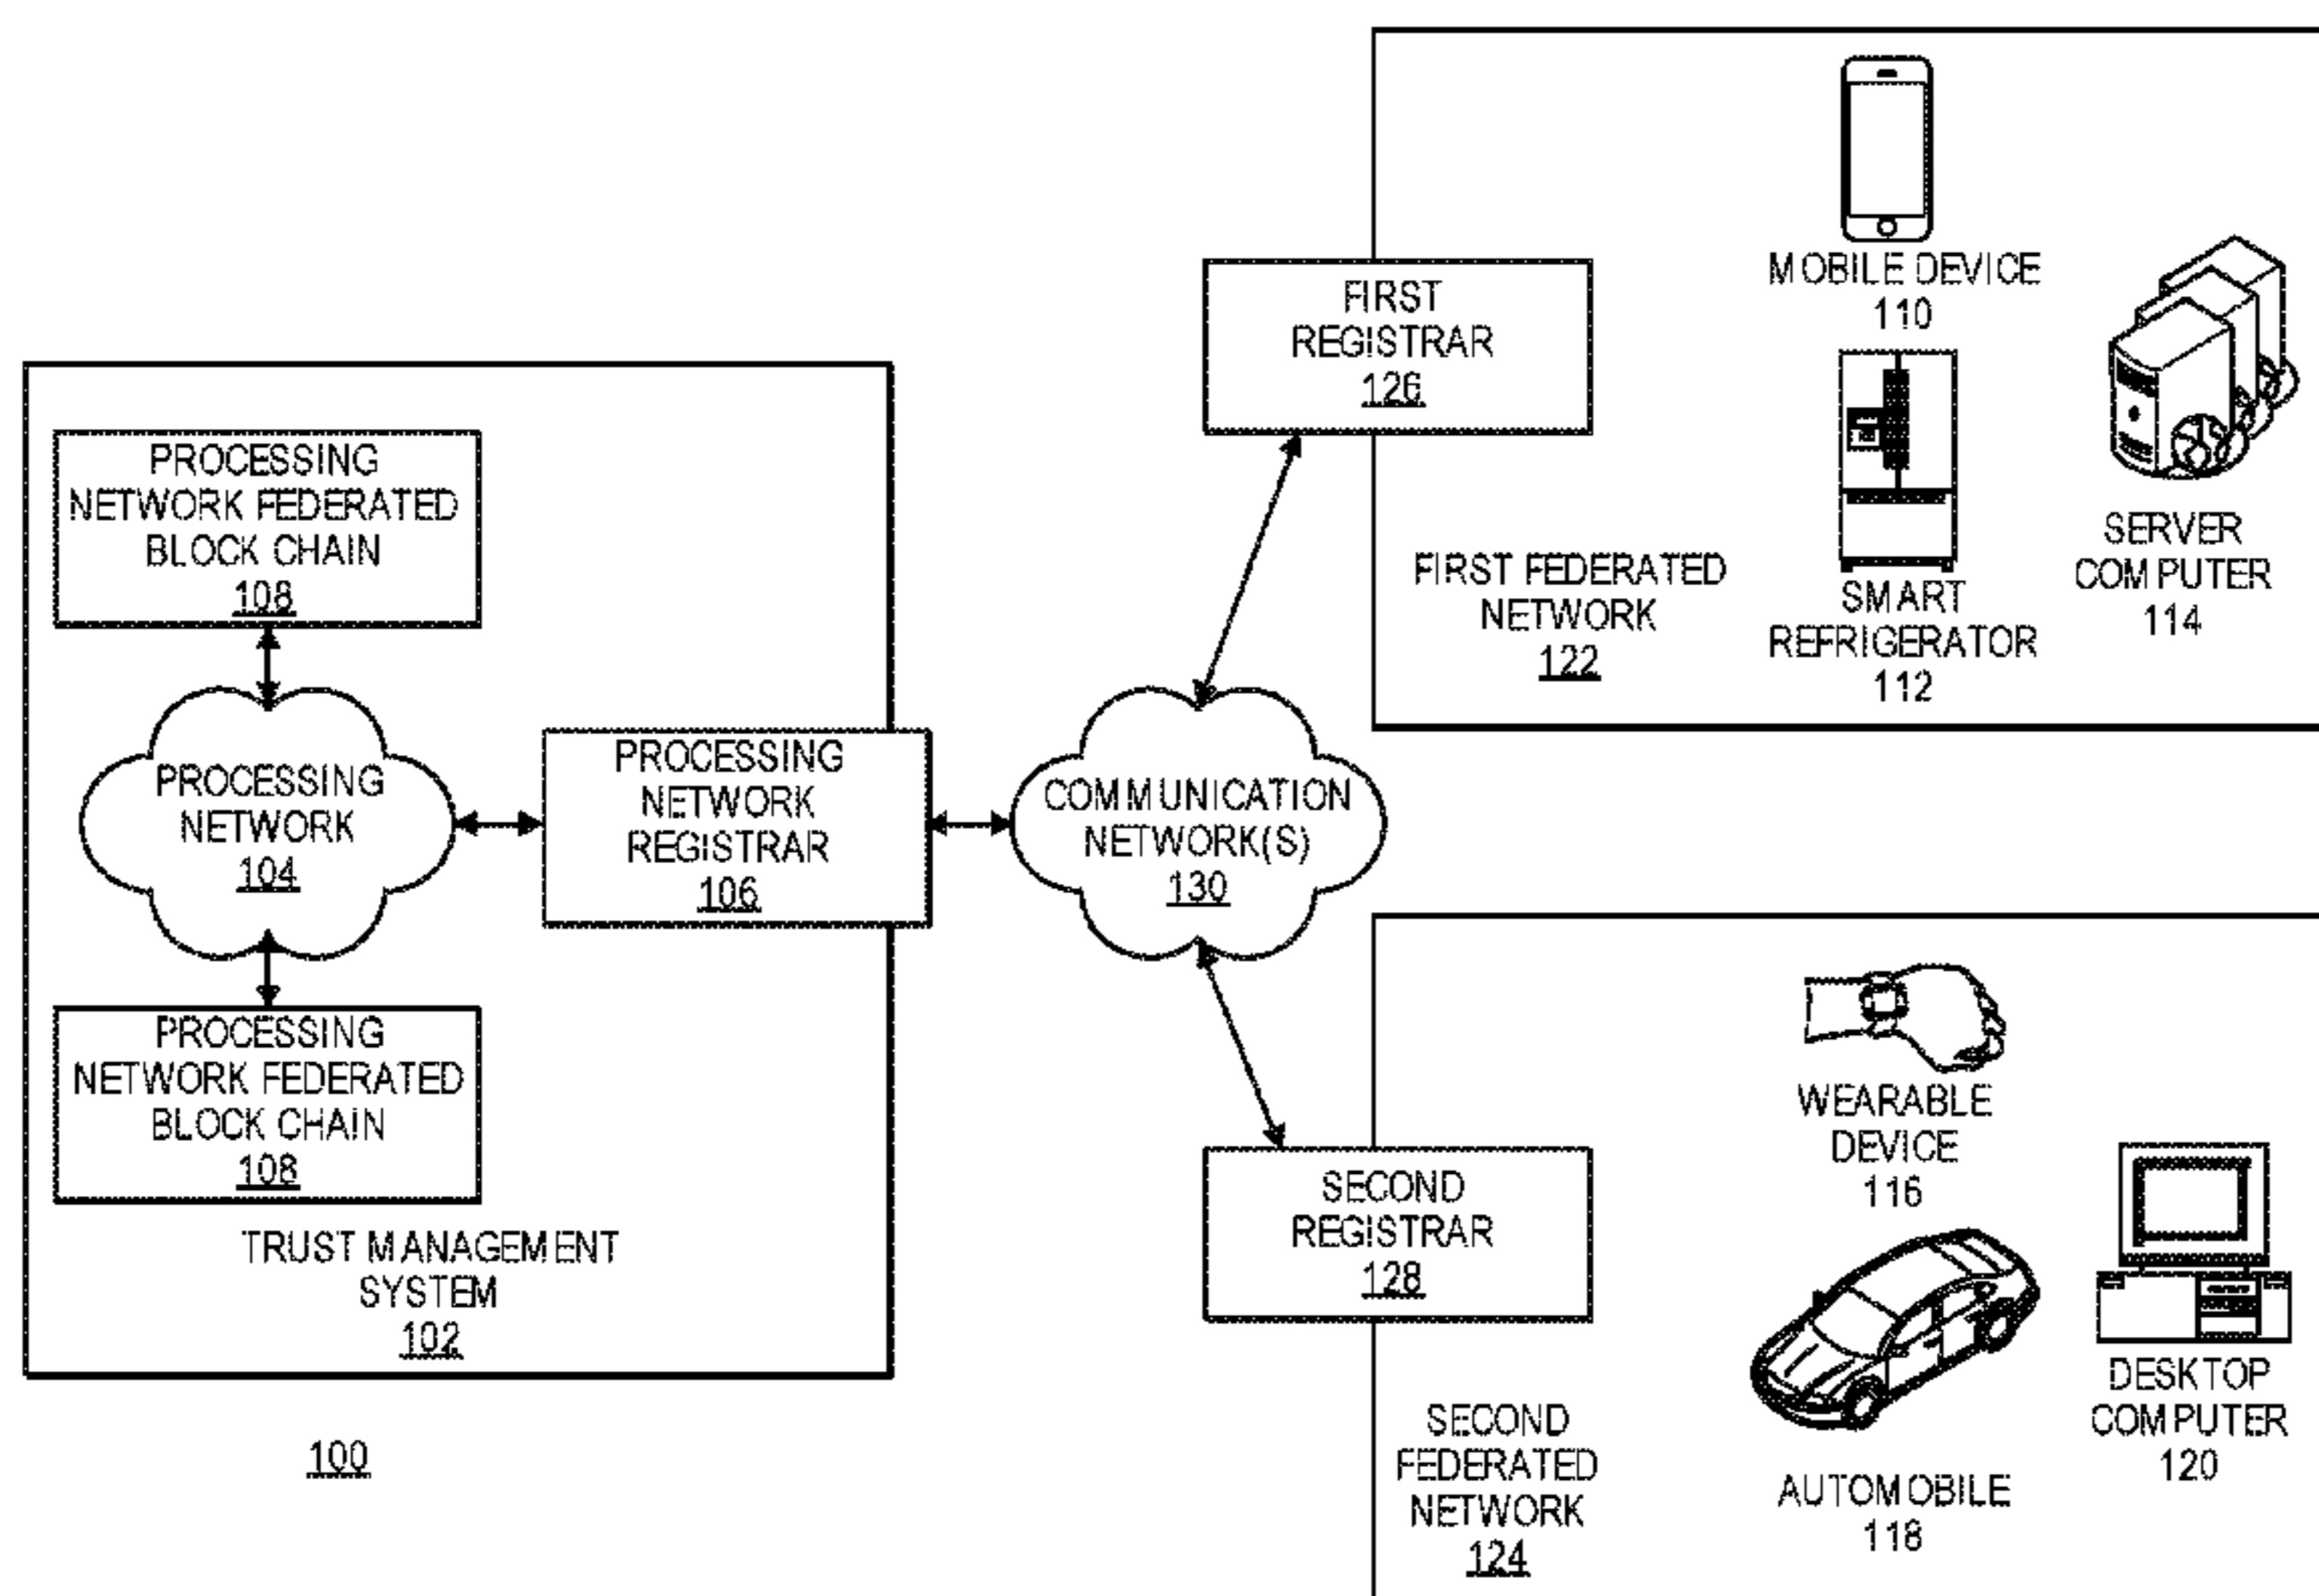 PROCESSING
NETWORK FEDERATED
BLOCK CHAIN
108
PROCESSING
NETWORK
104
PROCESSING
NETWORK
REGISTRAR
106
PROCESSING
NETWORK FEDERATED
BLOCK CHAIN
108
TRUST MANAGEMENT
SYSTEM
102
100
COMMUNICATION
NETWORK(S)
130
FIRST
REGISTRAR
126
FIRST FEDERATED
NETWORK
122
MOBILE DEVICE
110
SMART
REFRIGERATOR
112
SERVER
COMPUTER
114
SECOND
REGISTRAR
128
SECOND
FEDERATED
NETWORK
124
WEARABLE
DEVICE
116
AUTOMOBILE
118
DESKTOP
COMPUTER
120